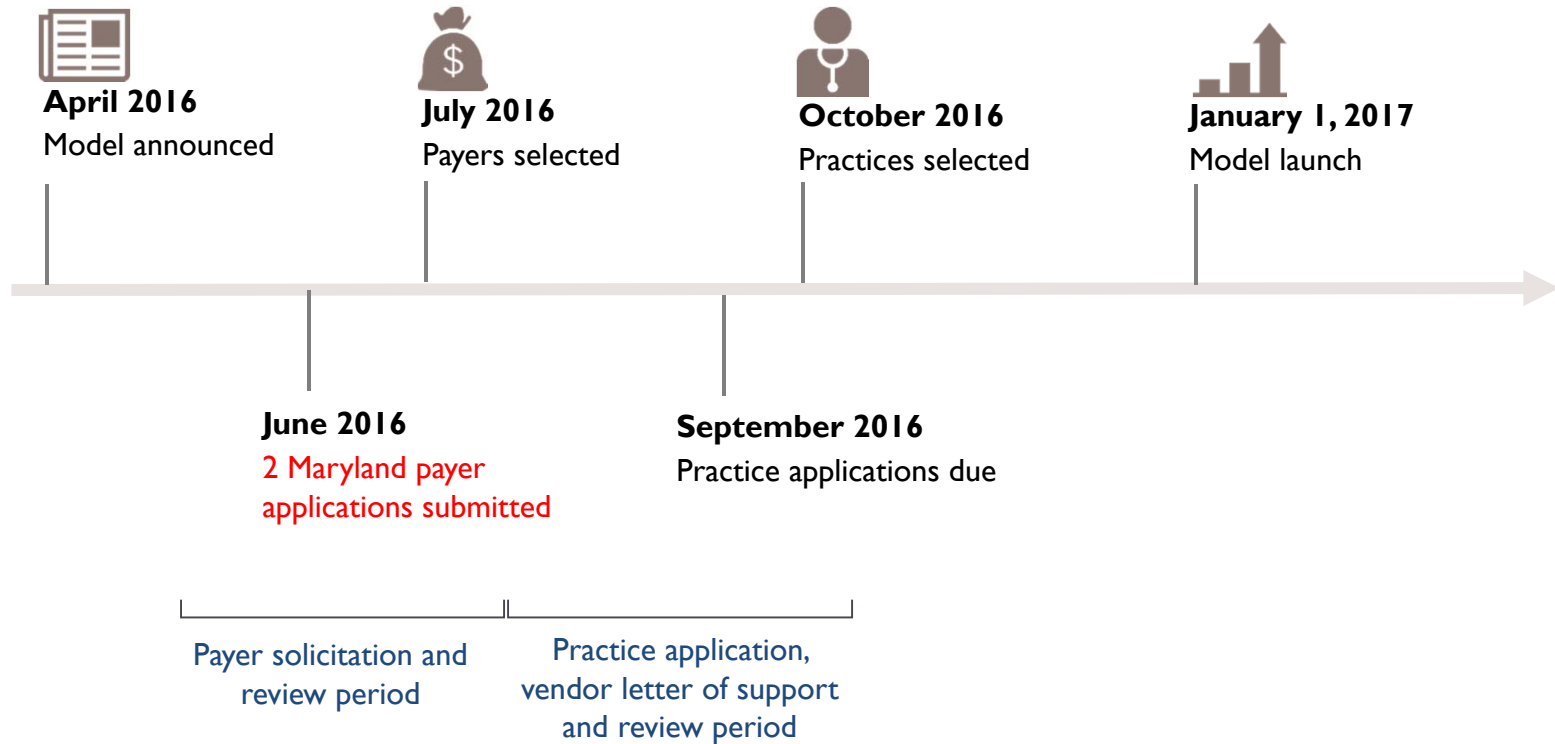 $
April 2016
Model announced
July 2016
Payers selected
October 2016
Practices selected
January 1, 2017
Model launch
June 2016
2 Maryland payer
applications submitted
September 2016
Practice applications due
Payer solicitation and
review period
Practice application,
vendor letter of support
and review period